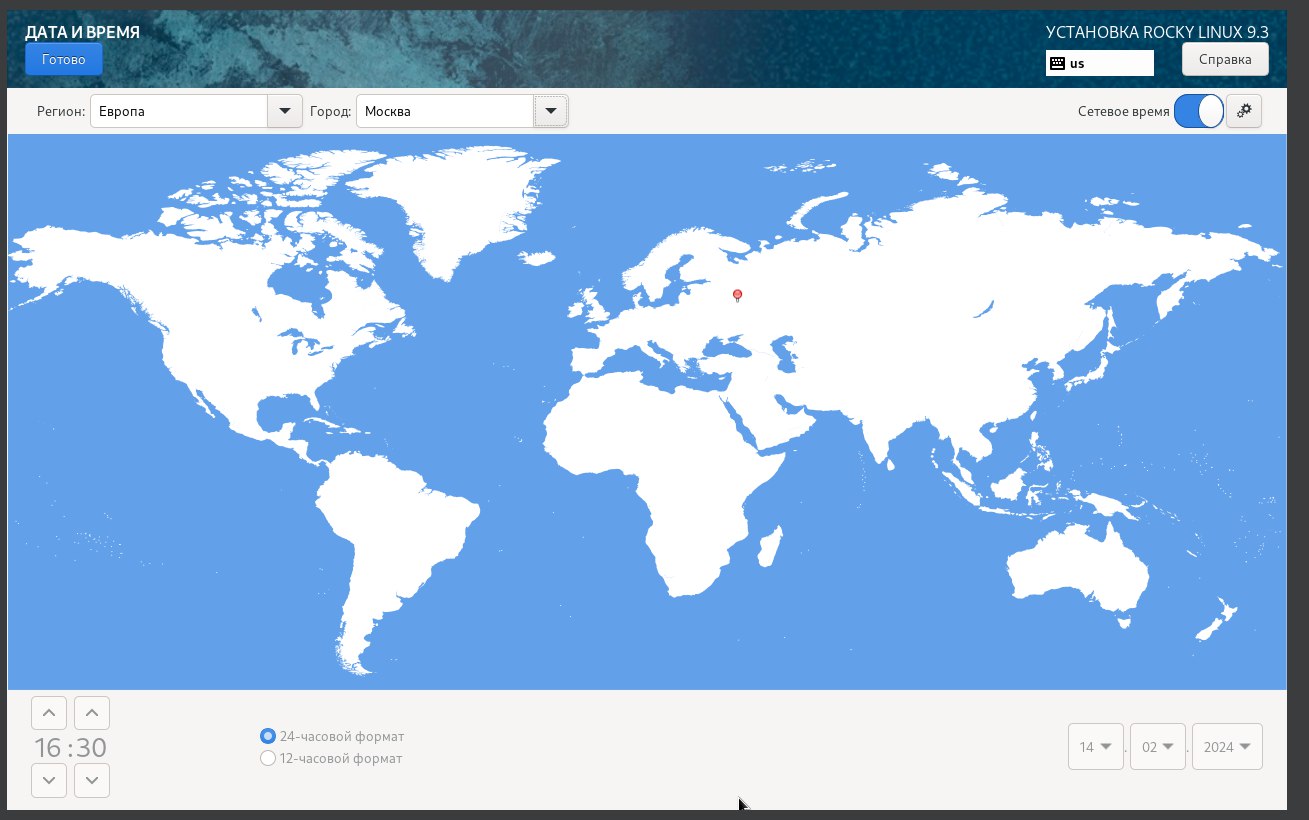 ДАТА И ВРЕМЯ
УСТАНОВКА ROCKY LINUX 9.3
Готово
us
Справка
Регион: Европа Город: Москва Сетевое время
16:30
24-часовой формат
12-часовой формат
14 . 02 . 2024